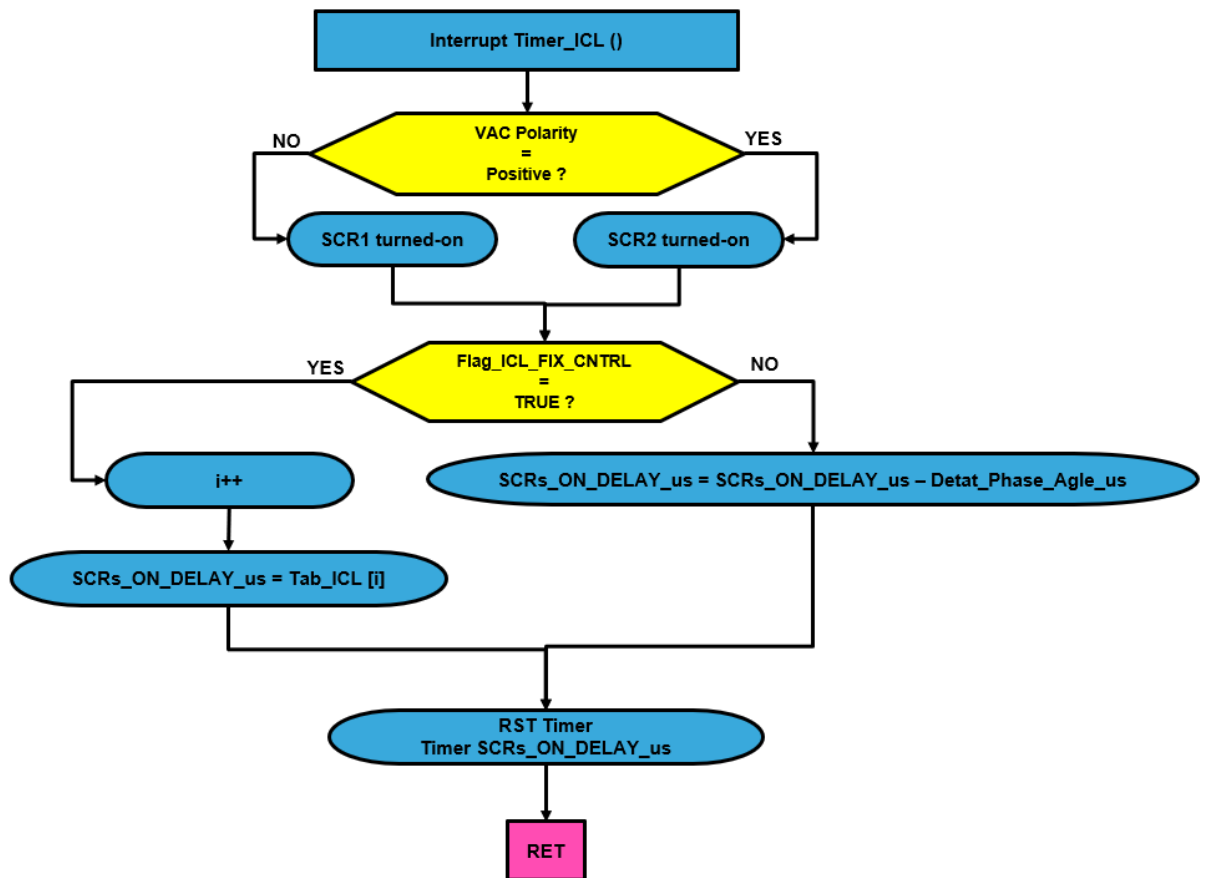 Interrupt Timer_ICL ()
VAC Polarity
=
Positive ?
NO
YES
SCR1 turned-on
SCR2 turned-on
Flag_ICL_FIX_CNTRL
=
TRUE ?
YES
NO
i++
SCRs_ON_DELAY_us = SCRs_ON_DELAY_us – Detat_Phase_Agle_us
SCRs_ON_DELAY_us = Tab_ICL [i]
RST Timer
Timer SCRs_ON_DELAY_us
RET